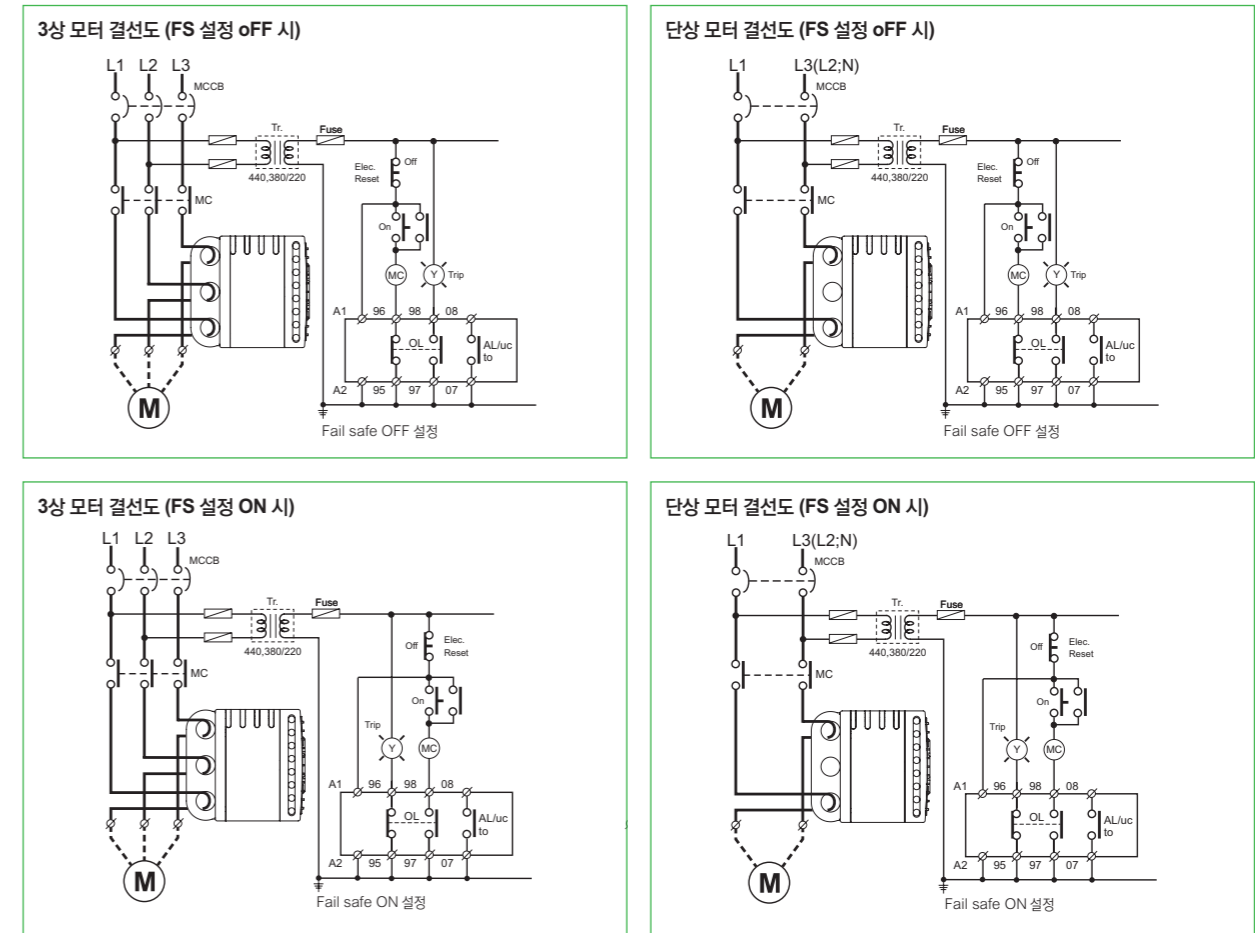 3상 모터 결선도 (FS 설정 oFF 시)
L1 L2 L3
MCCB
Tr.
Fuse
440,380/220
Elec.
Reset
Off
MC
On
MC
Y
Trip
A1 96 98 08
OL
AL/uc
to
A2 95 97 07
M
Fail safe OFF 설정
단상 모터 결선도 (FS 설정 oFF 시)
L1 L3(L2;N)
MCCB
Tr.
Fuse
440,380/220
Elec.
Reset
Off
MC
On
MC
Y
Trip
A1 96 98 08
OL
AL/uc
to
A2 95 97 07
M
Fail safe OFF 설정
3상 모터 결선도 (FS 설정 ON 시)
L1 L2 L3
MCCB
Tr.
Fuse
440,380/220
Off
Elec.
Reset
MC
On
Trip
Y
MC
A1 96 98 08
OL
AL/uc
to
A2 95 97 07
M
Fail safe ON 설정
단상 모터 결선도 (FS 설정 ON 시)
L1 L3(L2;N)
MCCB
Tr.
Fuse
440,380/220
Off
Elec.
Reset
MC
On
Trip
Y
MC
A1 96 98 08
OL
AL/uc
to
A2 95 97 07
M
Fail safe ON 설정